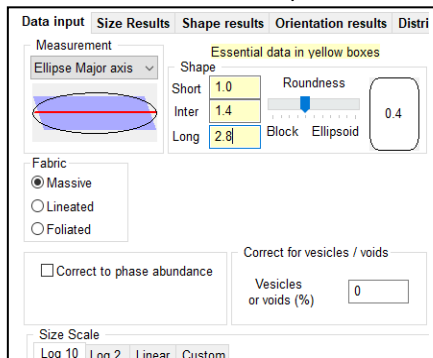 Data input Size Results Shape results Orientation results Distri
Measurement
Essential data in yellow boxes
Ellipse Major axis
Shape
Short 1.0
Roundness
Inter 1.4
0.4
Long 2.8
Block Ellipsoid
Fabric
Massive
Lineated
Foliated
Correct for vesicles / voids
Correct to phase abundance
Vesicles
or voids (%)
0
Size Scale
Log 10 Log 2 Linear Custom